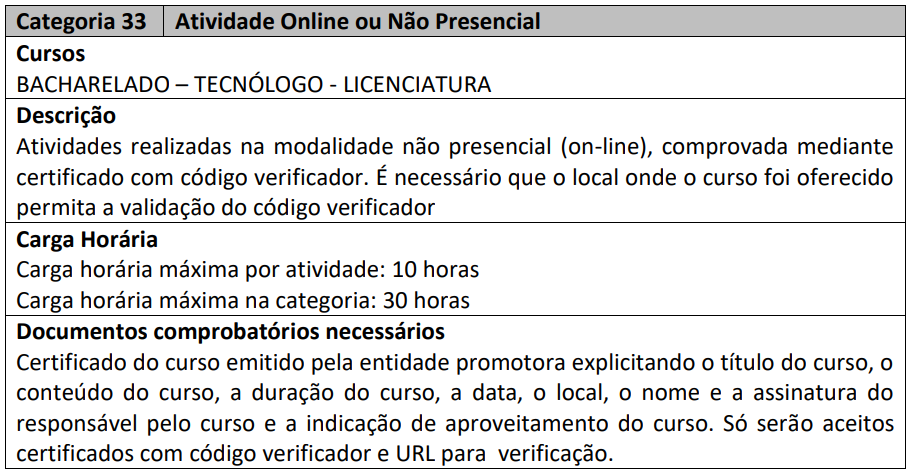 Categoria 33 Atividade Online ou Não Presencial
Cursos
BACHARELADO – TECNÓLOGO - LICENCIATURA
Descrição
Atividades realizadas na modalidade não presencial (on-line), comprovada mediante
certificado com código verificador. É necessário que o local onde o curso foi oferecido
permita a validação do código verificador
Carga Horária
Carga horária máxima por atividade: 10 horas
Carga horária máxima na categoria: 30 horas
Documentos comprobatórios necessários
Certificado do curso emitido pela entidade promotora explicitando o título do curso, o
conteúdo do curso, a duração do curso, a data, o local, o nome e a assinatura do
responsável pelo curso e a indicação de aproveitamento do curso. Só serão aceitos
certificados com código verificador e URL para verificação.